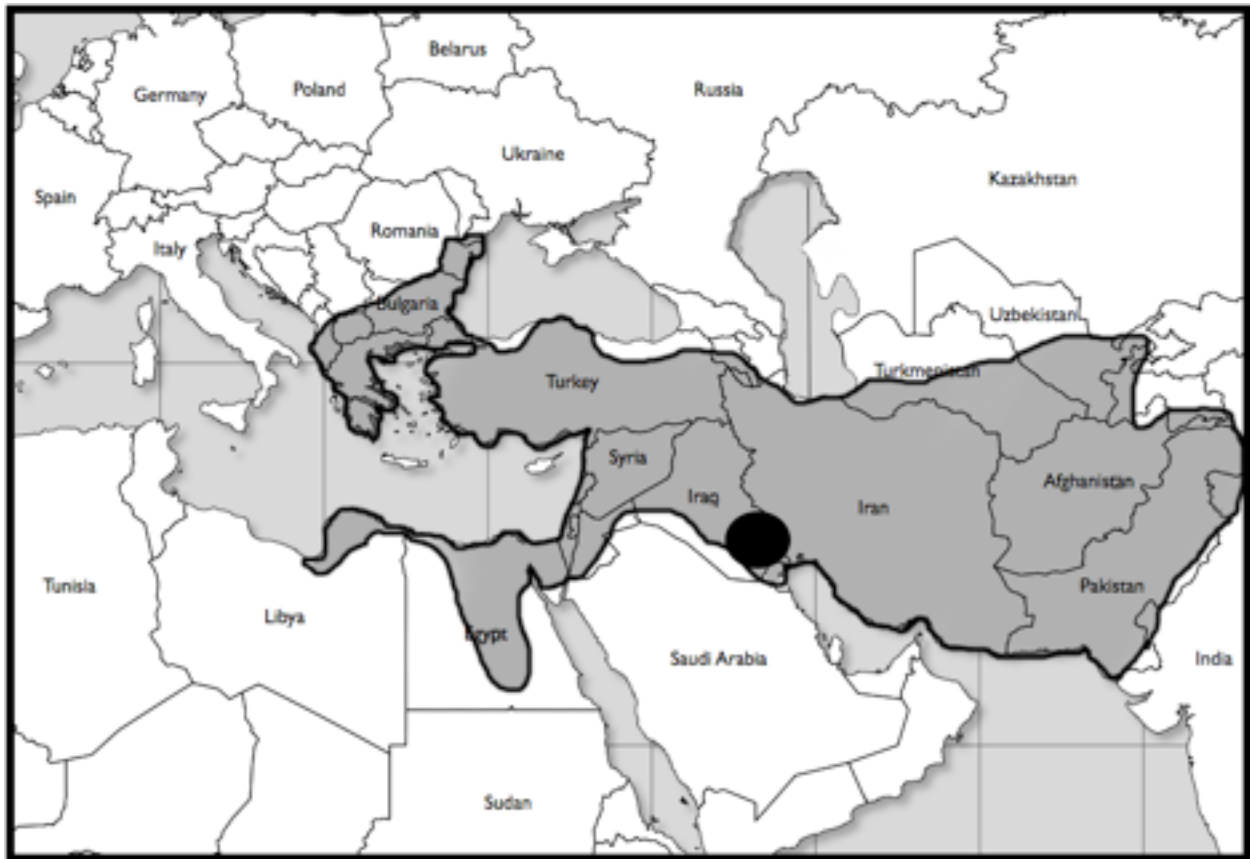 Belarus
Germany
Poland
Russia
Ukraine
Kazakhstan
Spain
Romania
Italy
Bulgaria
Uzbekistan
Turkmenistan
Turkey
Syria
Iraq
Iran
Afghanistan
Tunisia
Pakistan
Libya
Egypt
Saudi Arabia
India
Sudan